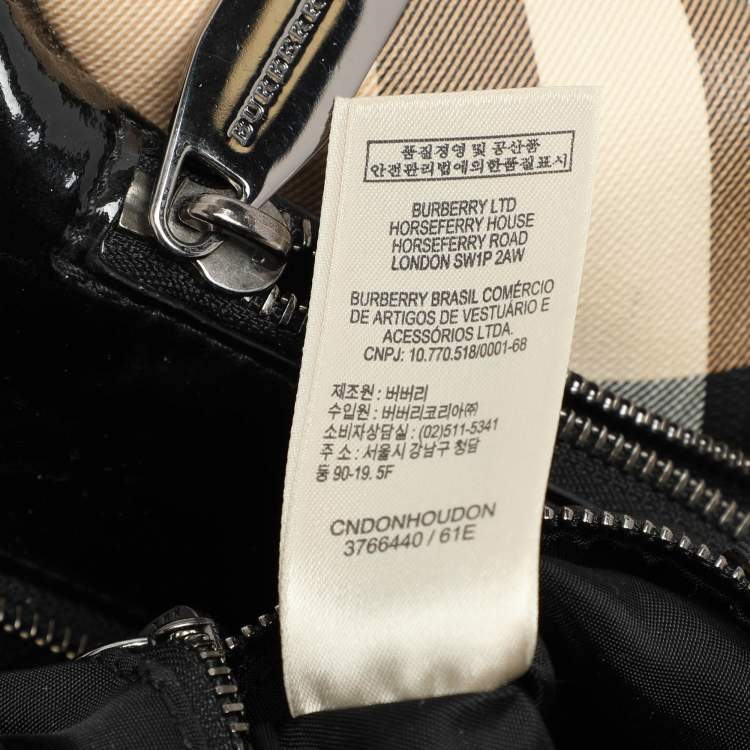 BURBERRY
품질경영 및 공산품
안전관리법에의한품질표시
BURBERRY LTD
HORSEFERRY HOUSE
HORSEFERRY ROAD
LONDON SW1P 2AW
BURBERRY BRASIL COMÉRCIO
DE ARTIGOS DE VESTUÁRIO E
ACESSÓRIOS LTDA.
CNPJ: 10.770.518/0001-68
제조원 : 버버리
수입원 : 버버리코리아㈜
소비자상담실 : (02)511-5341
주 소 : 서울시 강남구 청담
동 90-19. 5F
CNDONHOUDON
3766440 / 61E